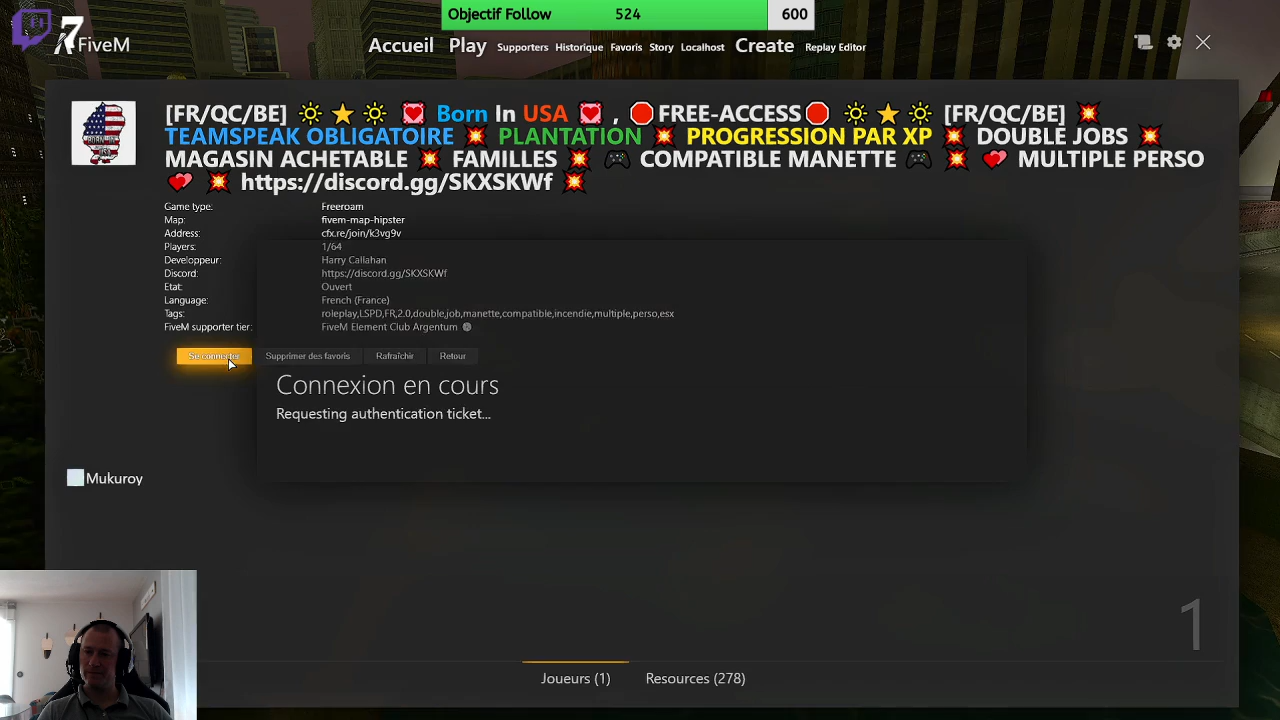 Objectif Follow 524 600
FiveM
Accueil Play Supporters Historique Favoris Story Localhost Create Replay Editor
[FR/QC/BE] ☀ ⭐ ☀ 💟 Born In USA 💟 , 🛑FREE-ACCESS🛑 ☀ ⭐ ☀ [FR/QC/BE] 💥
TEAMSPEAK OBLIGATOIRE 💥 PLANTATION 💥 PROGRESSION PAR XP 💥 DOUBLE JOBS 💥
MAGASIN ACHETABLE 💥 FAMILLES 💥 🎮 COMPATIBLE MANETTE 🎮 💥 💕 MULTIPLE PERSO
💕 💥 https://discord.gg/SKXSKWf 💥
Game type: Freeroam
Map: fivem-map-hipster
Address: cfx.re/join/k3vg9v
Players: 1/64
Developpeur: Harry Callahan
Discord: https://discord.gg/SKXSKWf
Etat: Ouvert
Language: French (France)
Tags: roleplay,LSPD,FR,2.0,double,job,manette,compatible,incendie,multiple,perso,esx
FiveM supporter tier: FiveM Element Club Argentum
Se connecter Supprimer des favoris Rafraîchir Retour
Connexion en cours
Requesting authentication ticket...
Mukuroy
1
Joueurs (1) Resources (278)